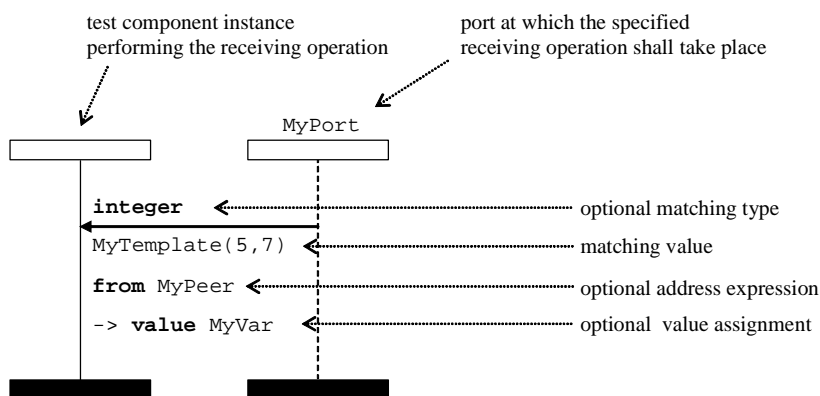 test component instance
performing the receiving operation
port at which the specified
receiving operation shall take place
MyPort
integer
optional matching type
MyTemplate(5,7)
matching value
from MyPeer
optional address expression
-> value MyVar
optional value assignment